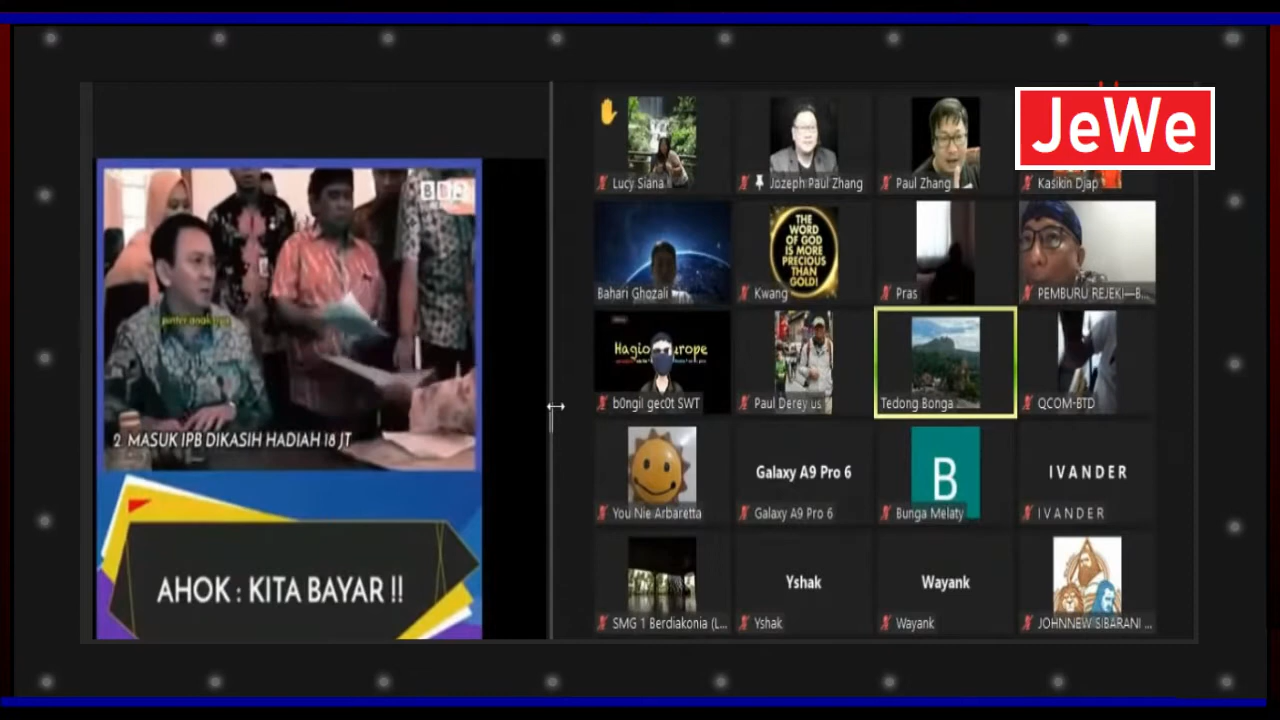 JeWe
BBC
pinter anaknya
2 MASUK IPB DIKASIH HADIAH 18 JT
AHOK : KITA BAYAR !!
Lucy Siana
Jozeph Paul Zhang
Paul Zhang
Kasikin Djap
Bahari Ghozali
THE
WORD
OF GOD
IS MORE
PRECIOUS
THAN
GOLD!
Kwang
Pras
PEMBURU REJEKI—B...
b0ngil gec0t SWT
Paul Derey us
Tedong Bonga
QCOM-BTD
You Nie Arbaretta
Galaxy A9 Pro 6
Galaxy A9 Pro 6
B
Bunga Melaty
IVANDER
IVANDER
SMG 1 Berdiakonia (L...
Yshak
Yshak
Wayank
Wayank
JOHNNEW SIBARANI ...